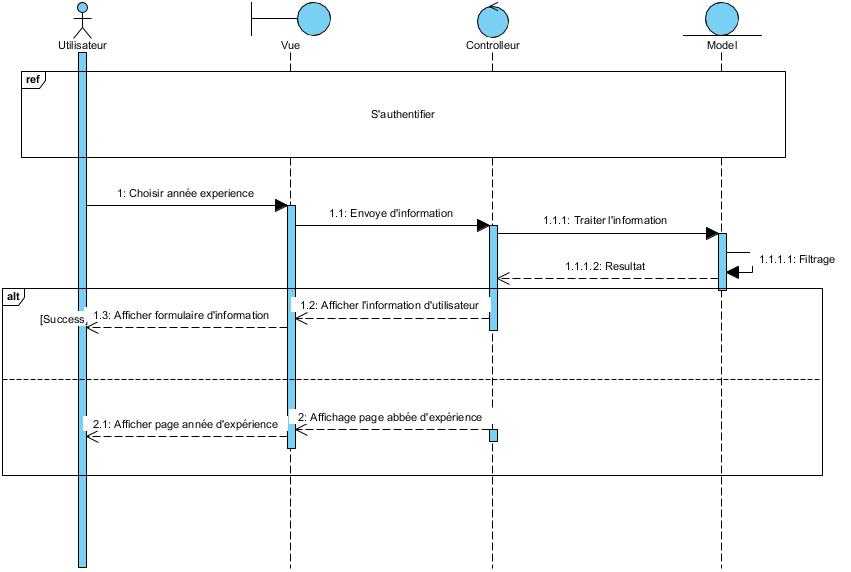 Utilisateur
Vue
Controlleur
Model
ref
S'authentifier
1: Choisir année experience
1.1: Envoye d'information
1.1.1: Traiter l'information
1.1.1.1: Filtrage
1.1.1.2: Resultat
alt
1.2: Afficher l'information d'utilisateur
[Success
1.3: Afficher formulaire d'information
2: Affichage page abbée d'expérience
2.1: Afficher page année d'expérience